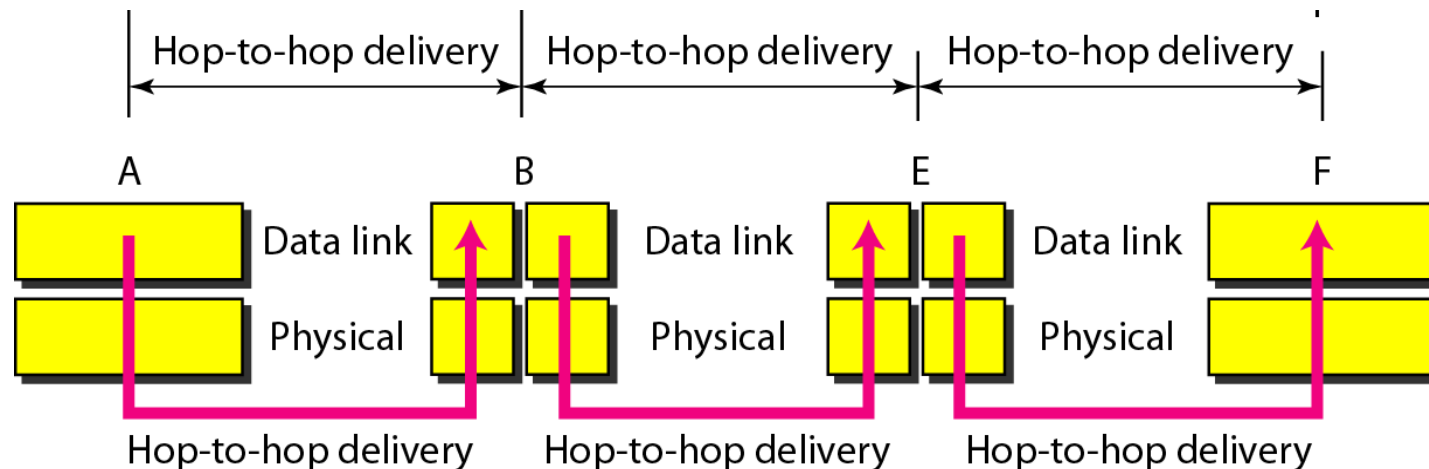 Hop-to-hop delivery Hop-to-hop delivery Hop-to-hop delivery
A B E F
Data link Data link Data link
Physical Physical Physical
Hop-to-hop delivery Hop-to-hop delivery Hop-to-hop delivery